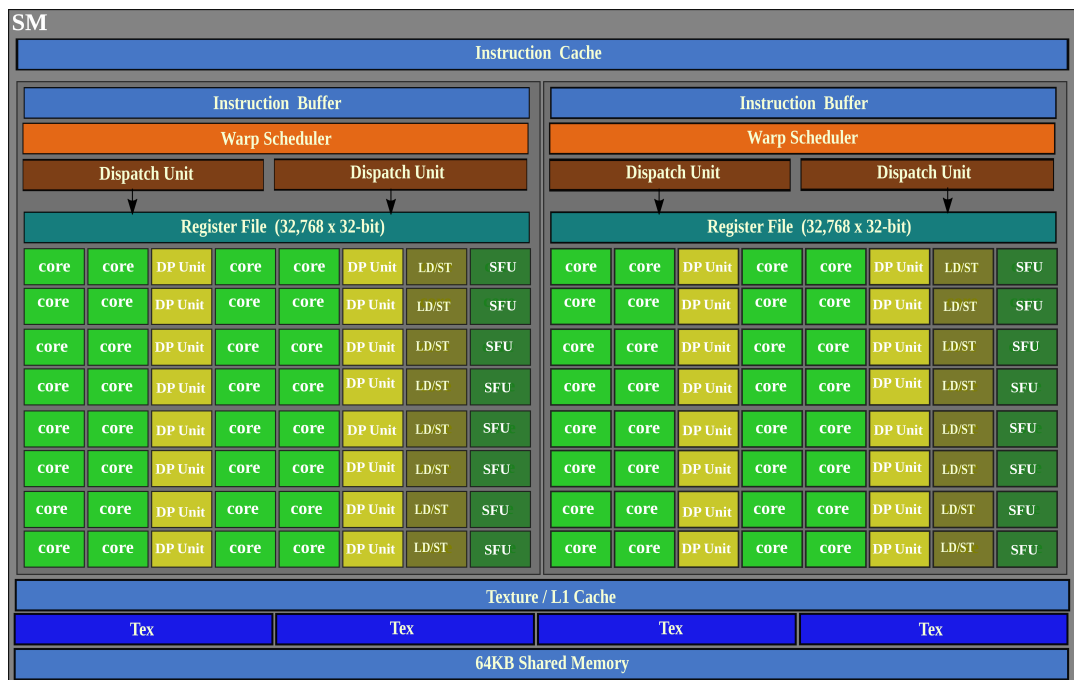 SM
Instruction Cache
Instruction Buffer Instruction Buffer
Warp Scheduler Warp Scheduler
Dispatch Unit Dispatch Unit Dispatch Unit Dispatch Unit
Register File (32,768 x 32-bit) Register File (32,768 x 32-bit)
core core DP Unit core core DP Unit LD/ST SFU core core DP Unit core core DP Unit LD/ST SFU
core core DP Unit core core DP Unit LD/ST SFU core core DP Unit core core DP Unit LD/ST SFU
core core DP Unit core core DP Unit LD/ST SFU core core DP Unit core core DP Unit LD/ST SFU
core core DP Unit core core DP Unit LD/ST SFU core core DP Unit core core DP Unit LD/ST SFU
core core DP Unit core core DP Unit LD/ST SFU core core DP Unit core core DP Unit LD/ST SFU
core core DP Unit core core DP Unit LD/ST SFU core core DP Unit core core DP Unit LD/ST SFU
core core DP Unit core core DP Unit LD/ST SFU core core DP Unit core core DP Unit LD/ST SFU
core core DP Unit core core DP Unit LD/ST SFU core core DP Unit core core DP Unit LD/ST SFU
Texture / L1 Cache
Tex Tex Tex Tex
64KB Shared Memory